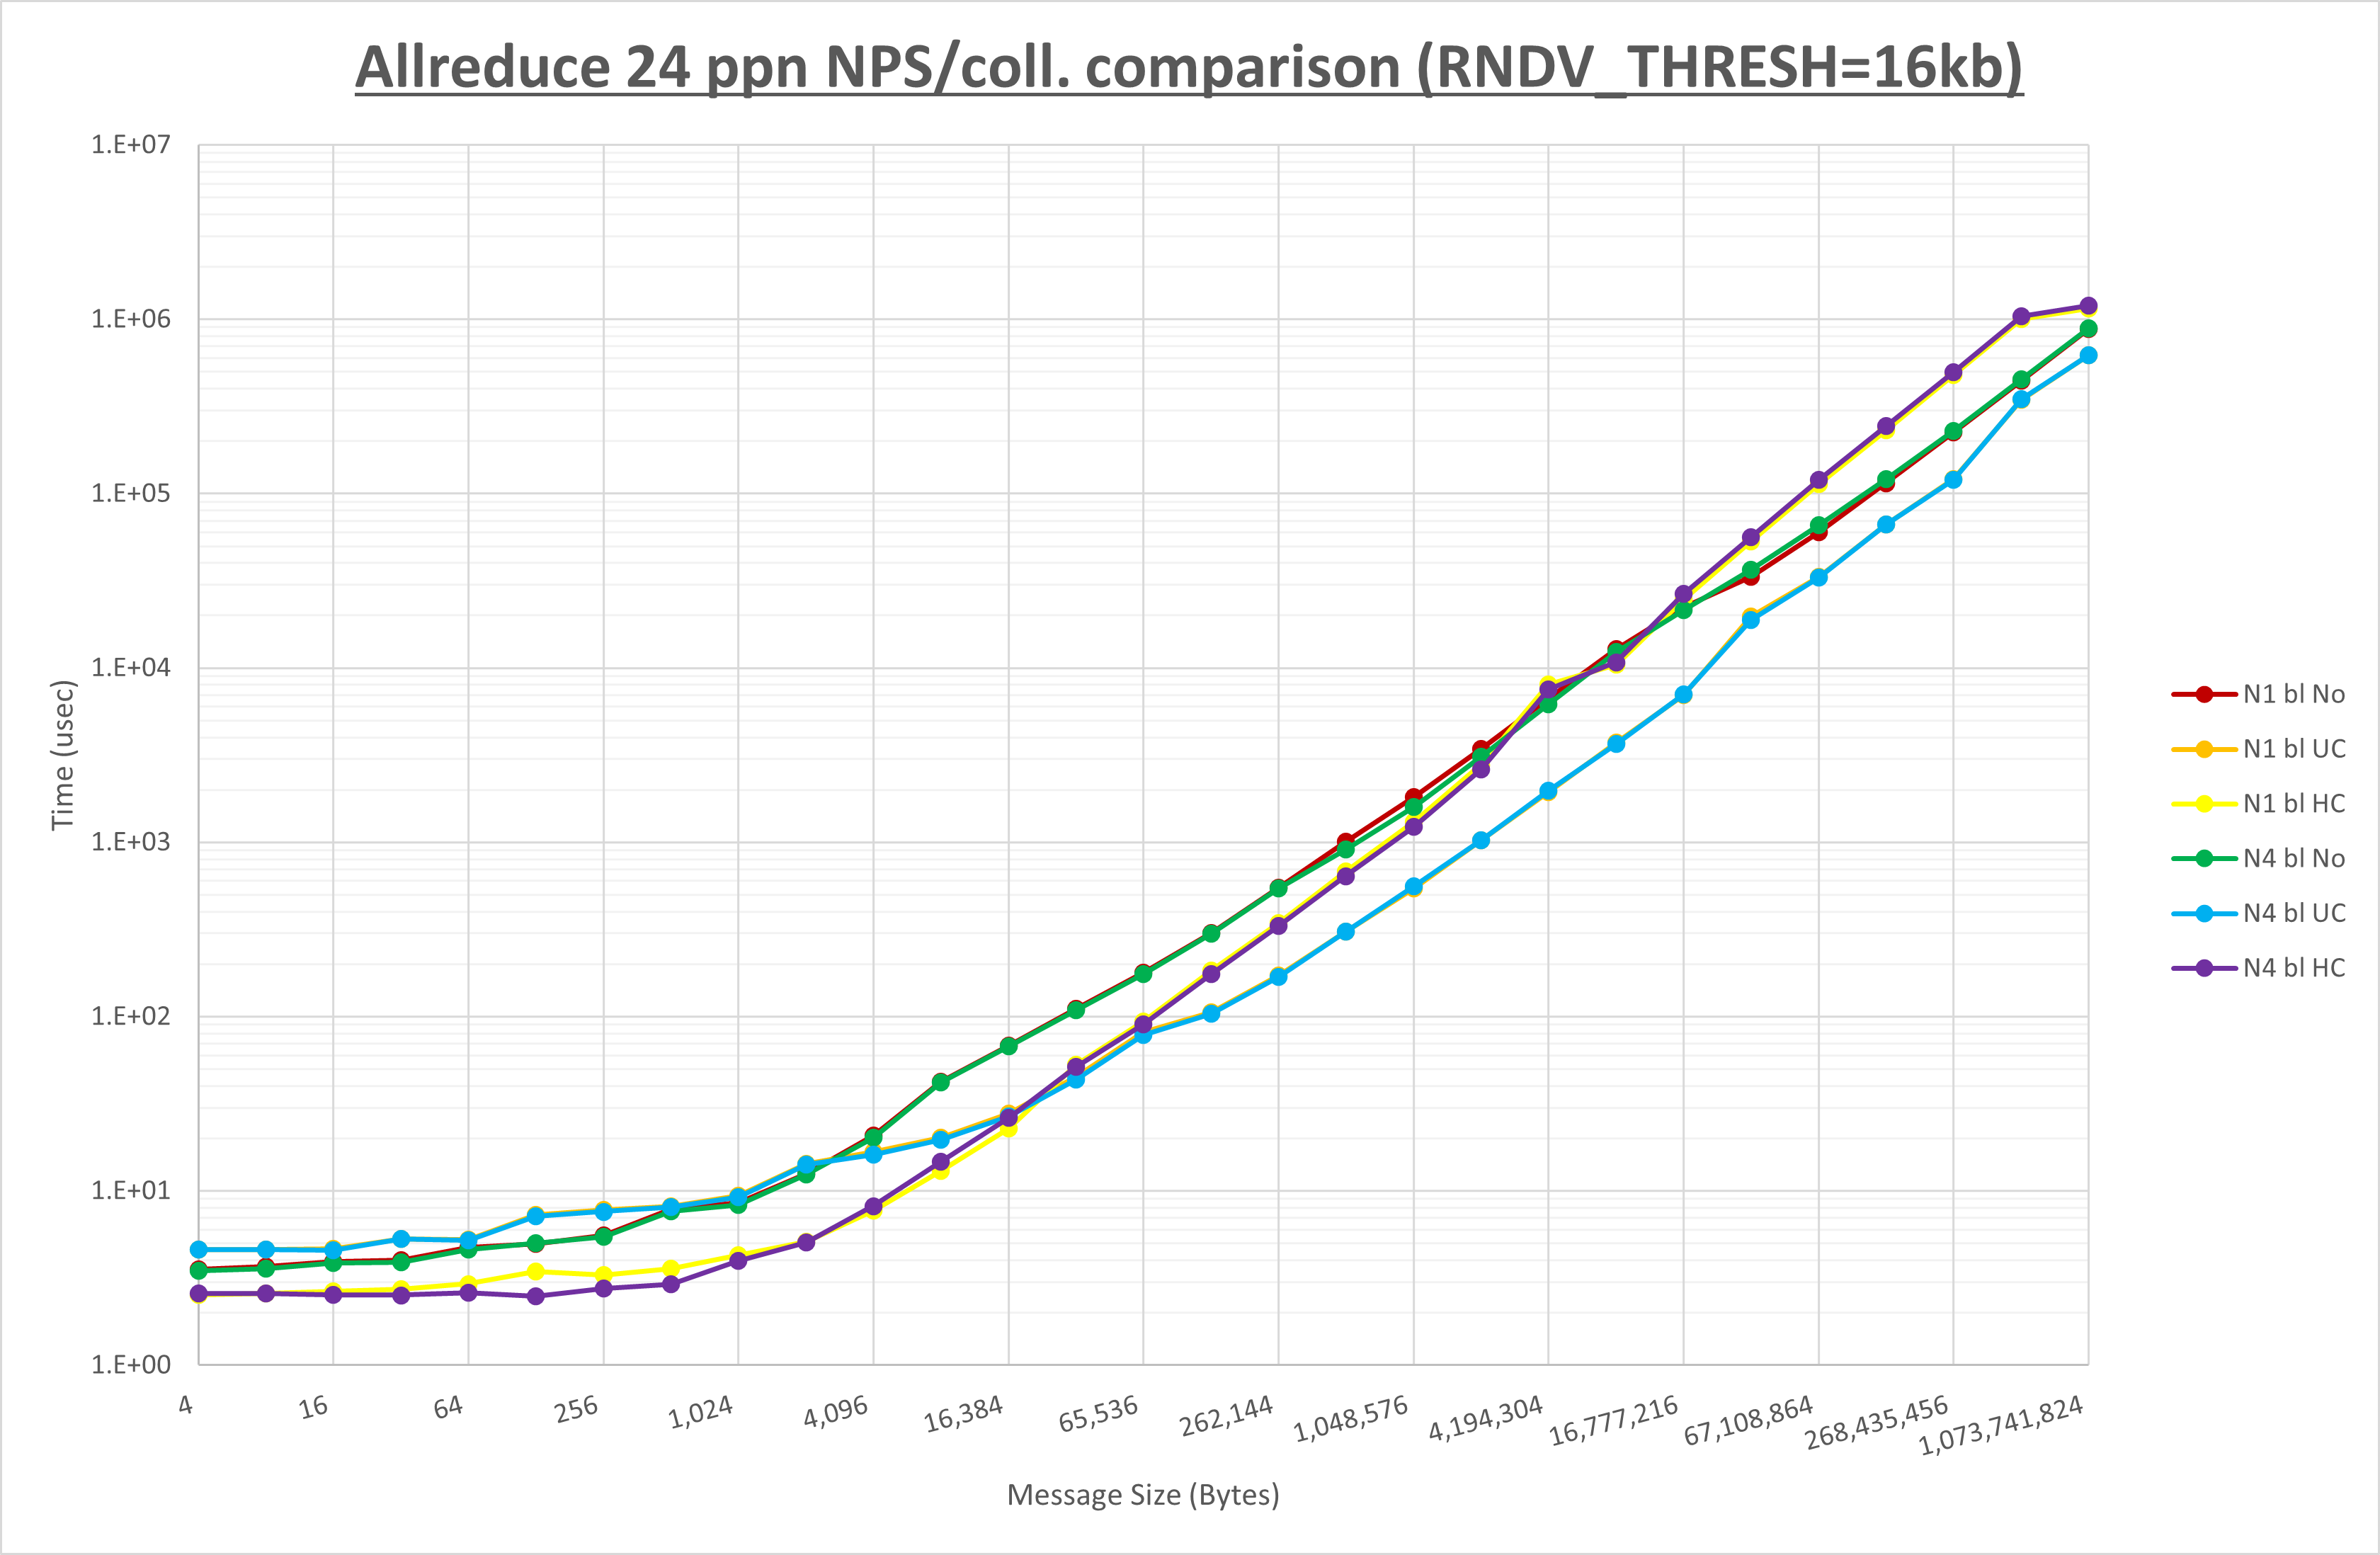 Allreduce 24 ppn NPS/coll. comparison (RNDV_THRESH=16kb)
1.E+07
1.E+06
1.E+05
1.E+04
1.E+03
1.E+02
1.E+01
1.E+00
Time (usec)
4
16
64
256
1,024
4,096
16,384
65,536
262,144
1,048,576
4,194,304
16,777,216
67,108,864
268,435,456
1,073,741,824
Message Size (Bytes)
N1 bl No
N1 bl UC
N1 bl HC
N4 bl No
N4 bl UC
N4 bl HC